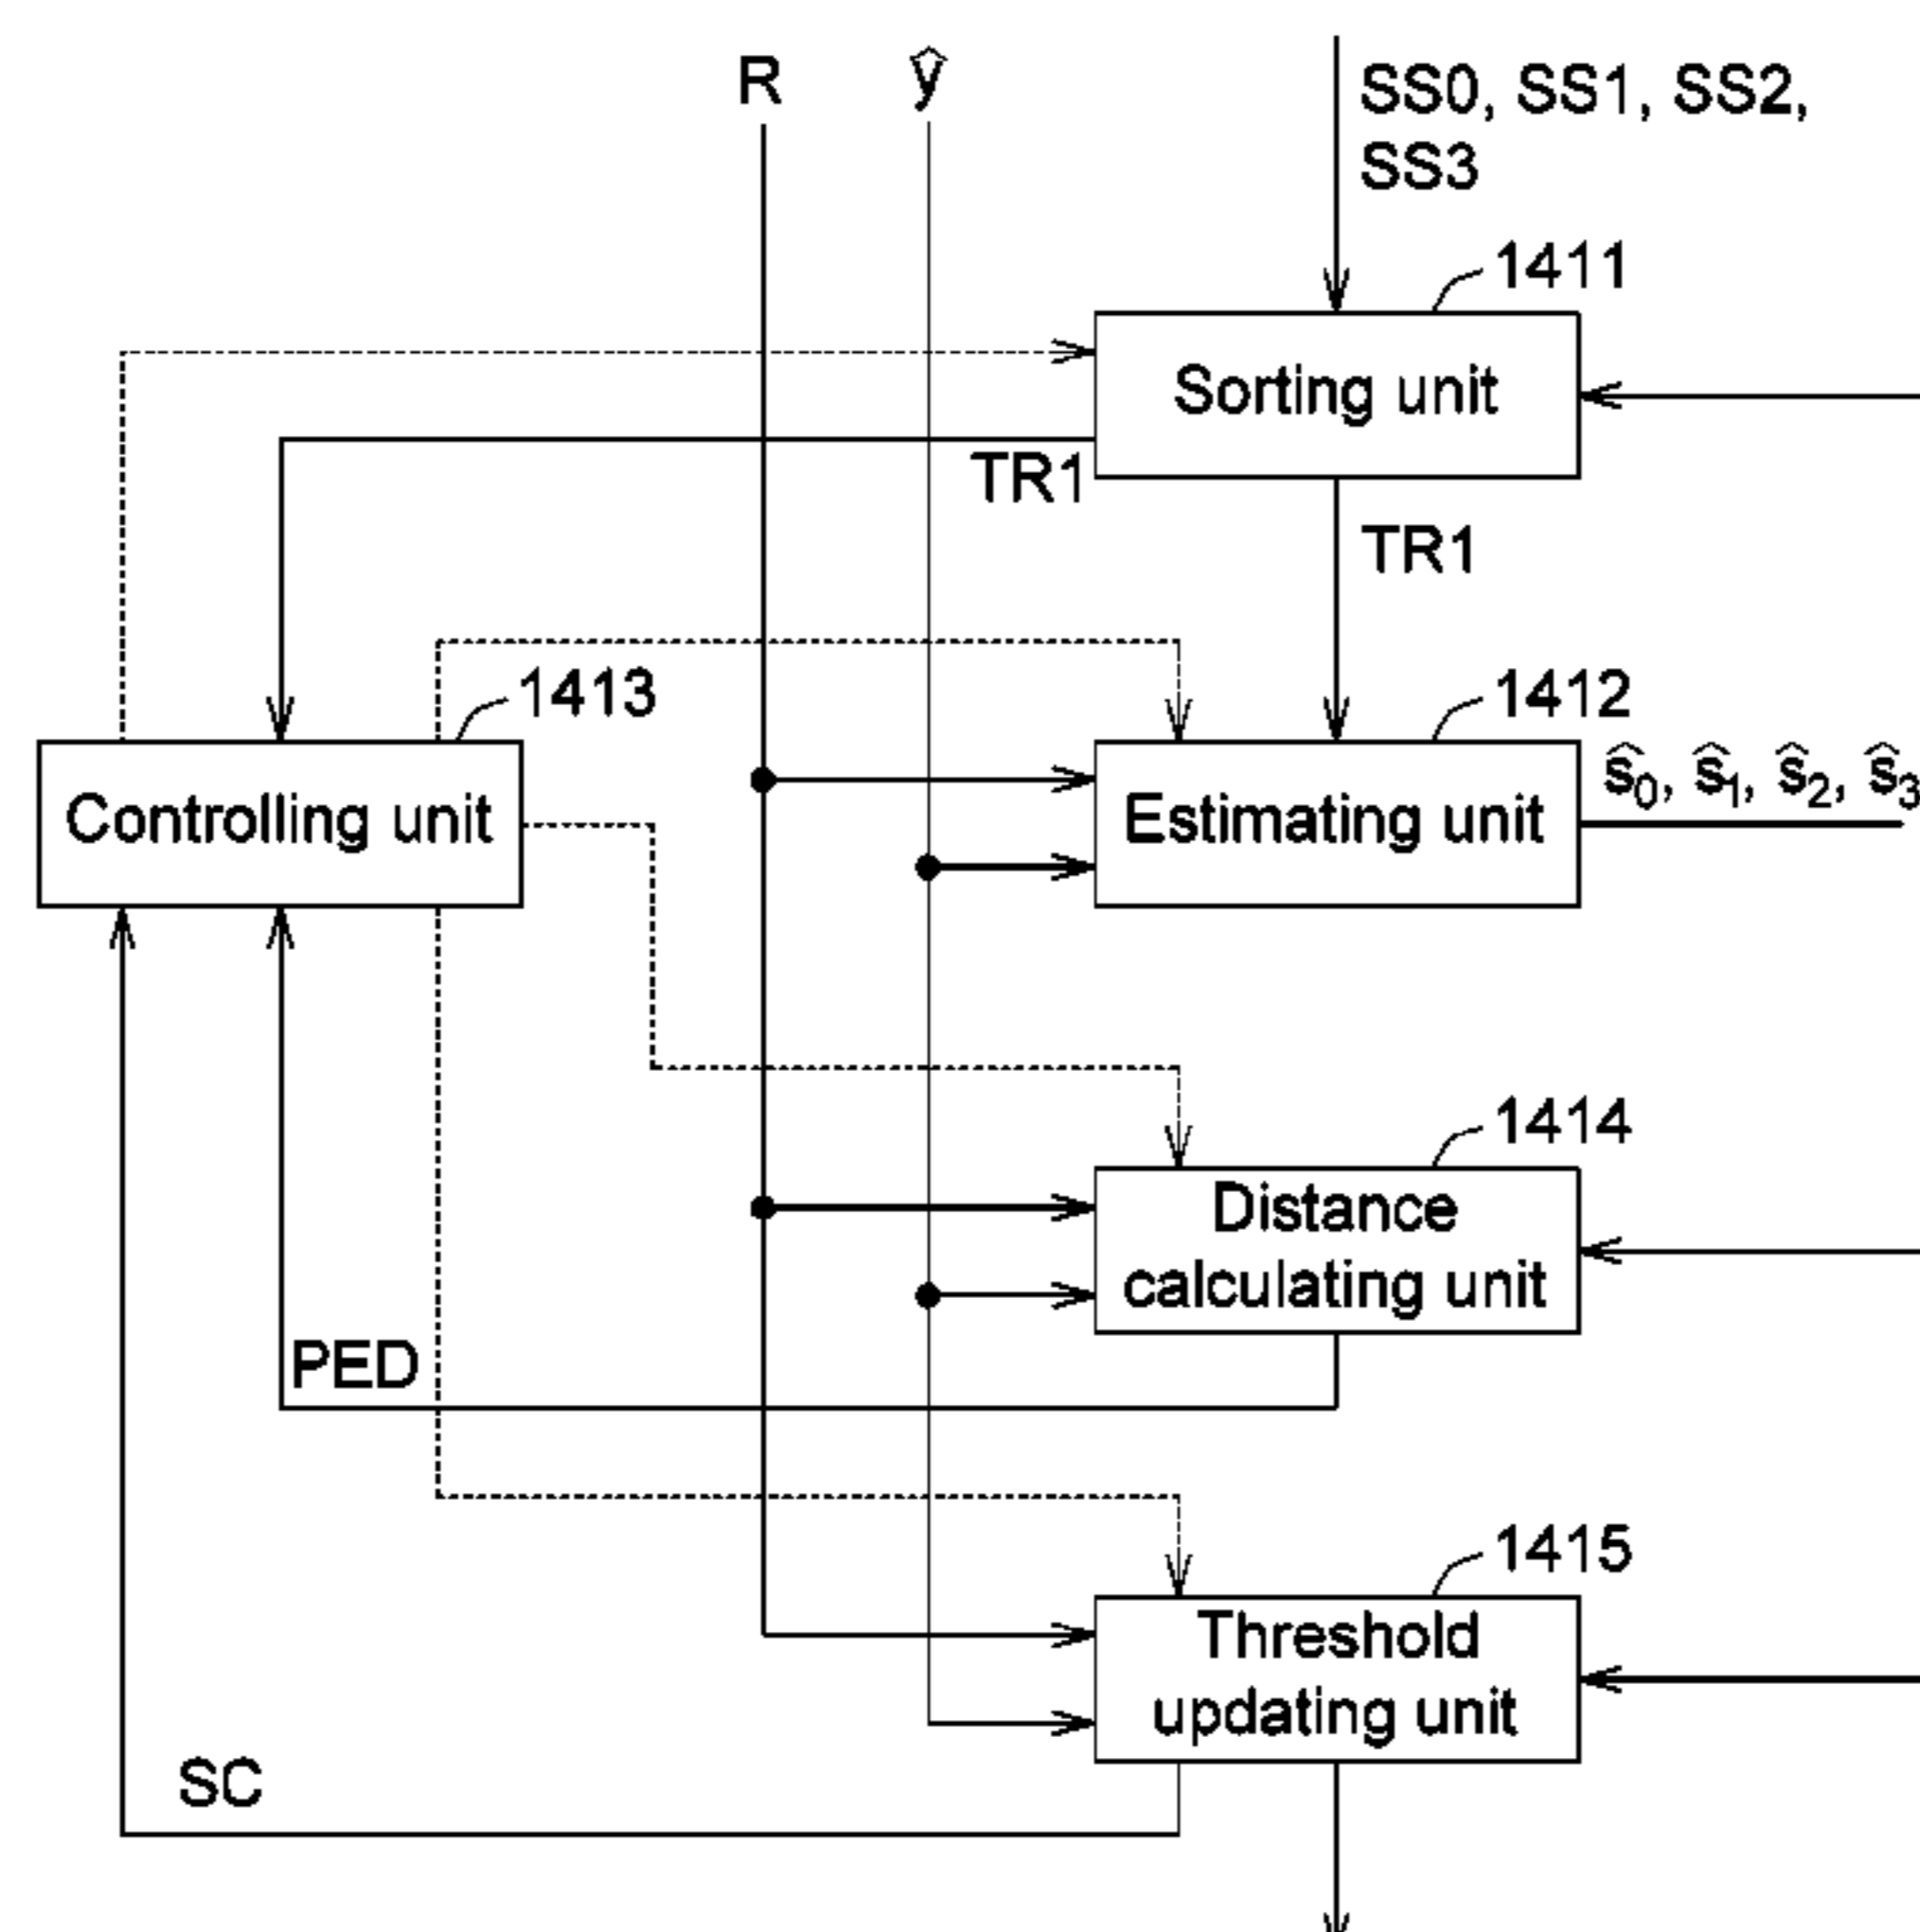 R
ŷ
SS0, SS1, SS2,
SS3
1411
Sorting unit
TR1
TR1
1413
1412
Controlling unit
Estimating unit
ŝ₀, ŝ₁, ŝ₂, ŝ₃
1414
Distance
calculating unit
PED
1415
Threshold
updating unit
SC